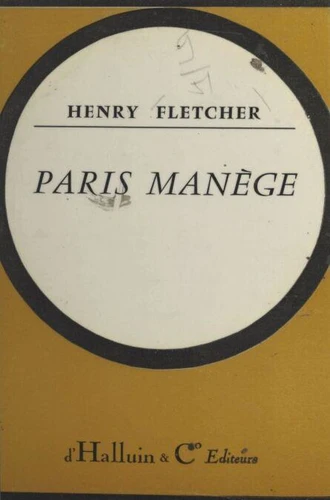 HENRY FLETCHER
PARIS MANÈGE
d'Halluin & Cie Editeurs